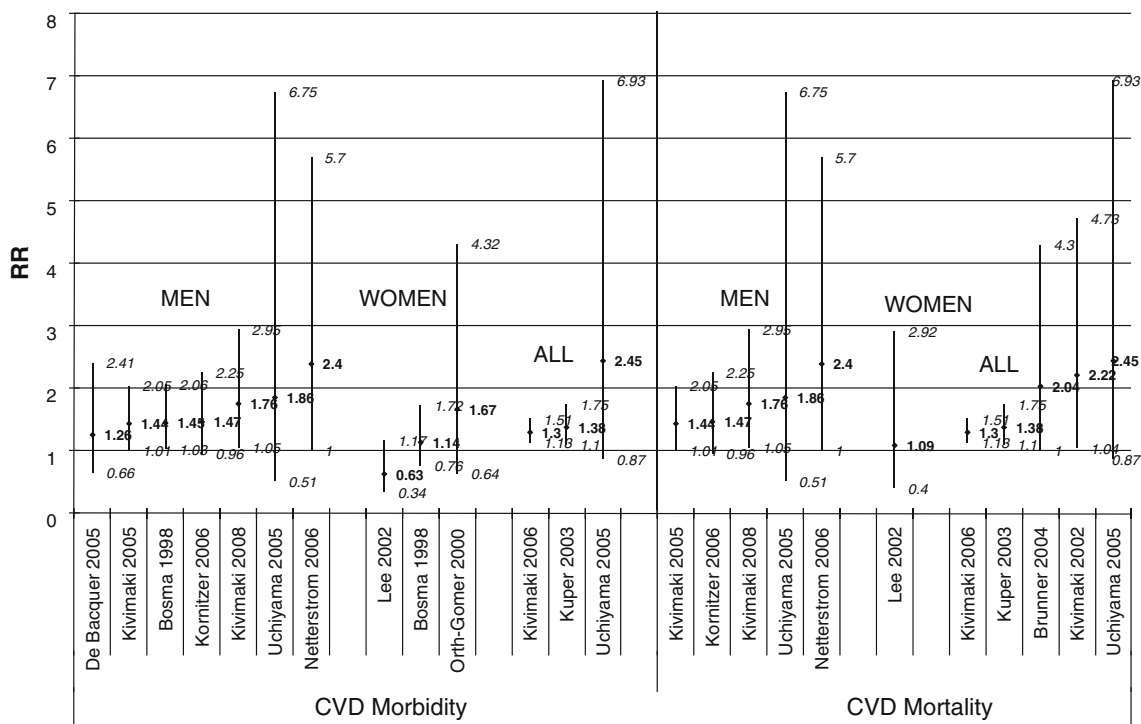 8
7
6
5
4
3
2
1
0
RR
MEN
WOMEN
ALL
MEN
WOMEN
ALL
2.41
1.26
0.66
2.05
1.44
1.01
2.06
1.45
1.03
2.25
1.47
0.96
2.95
1.76
1.05
6.75
1.86
0.51
5.7
2.4
1
1.17
0.63
0.34
1.72
1.14
0.76
4.32
1.67
0.64
1.51
1.3
1.13
1.75
1.38
1.1
6.93
2.45
0.87
2.05
1.44
1.01
2.25
1.47
0.96
2.95
1.76
1.05
6.75
1.86
0.51
5.7
2.4
1
2.92
1.09
0.4
1.51
1.3
1.13
1.75
1.38
1.1
4.3
2.04
1
4.73
2.22
1.04
6.93
2.45
0.87
De Bacquer 2005
Kivimaki 2005
Bosma 1998
Kornitzer 2006
Kivimaki 2008
Uchiyama 2005
Netterstrom 2006
Lee 2002
Bosma 1998
Orth-Gomer 2000
Kivimaki 2006
Kuper 2003
Uchiyama 2005
Kivimaki 2005
Kornitzer 2006
Kivimaki 2008
Uchiyama 2005
Netterstrom 2006
Lee 2002
Kivimaki 2006
Kuper 2003
Brunner 2004
Kivimaki 2002
Uchiyama 2005
CVD Morbidity
CVD Mortality